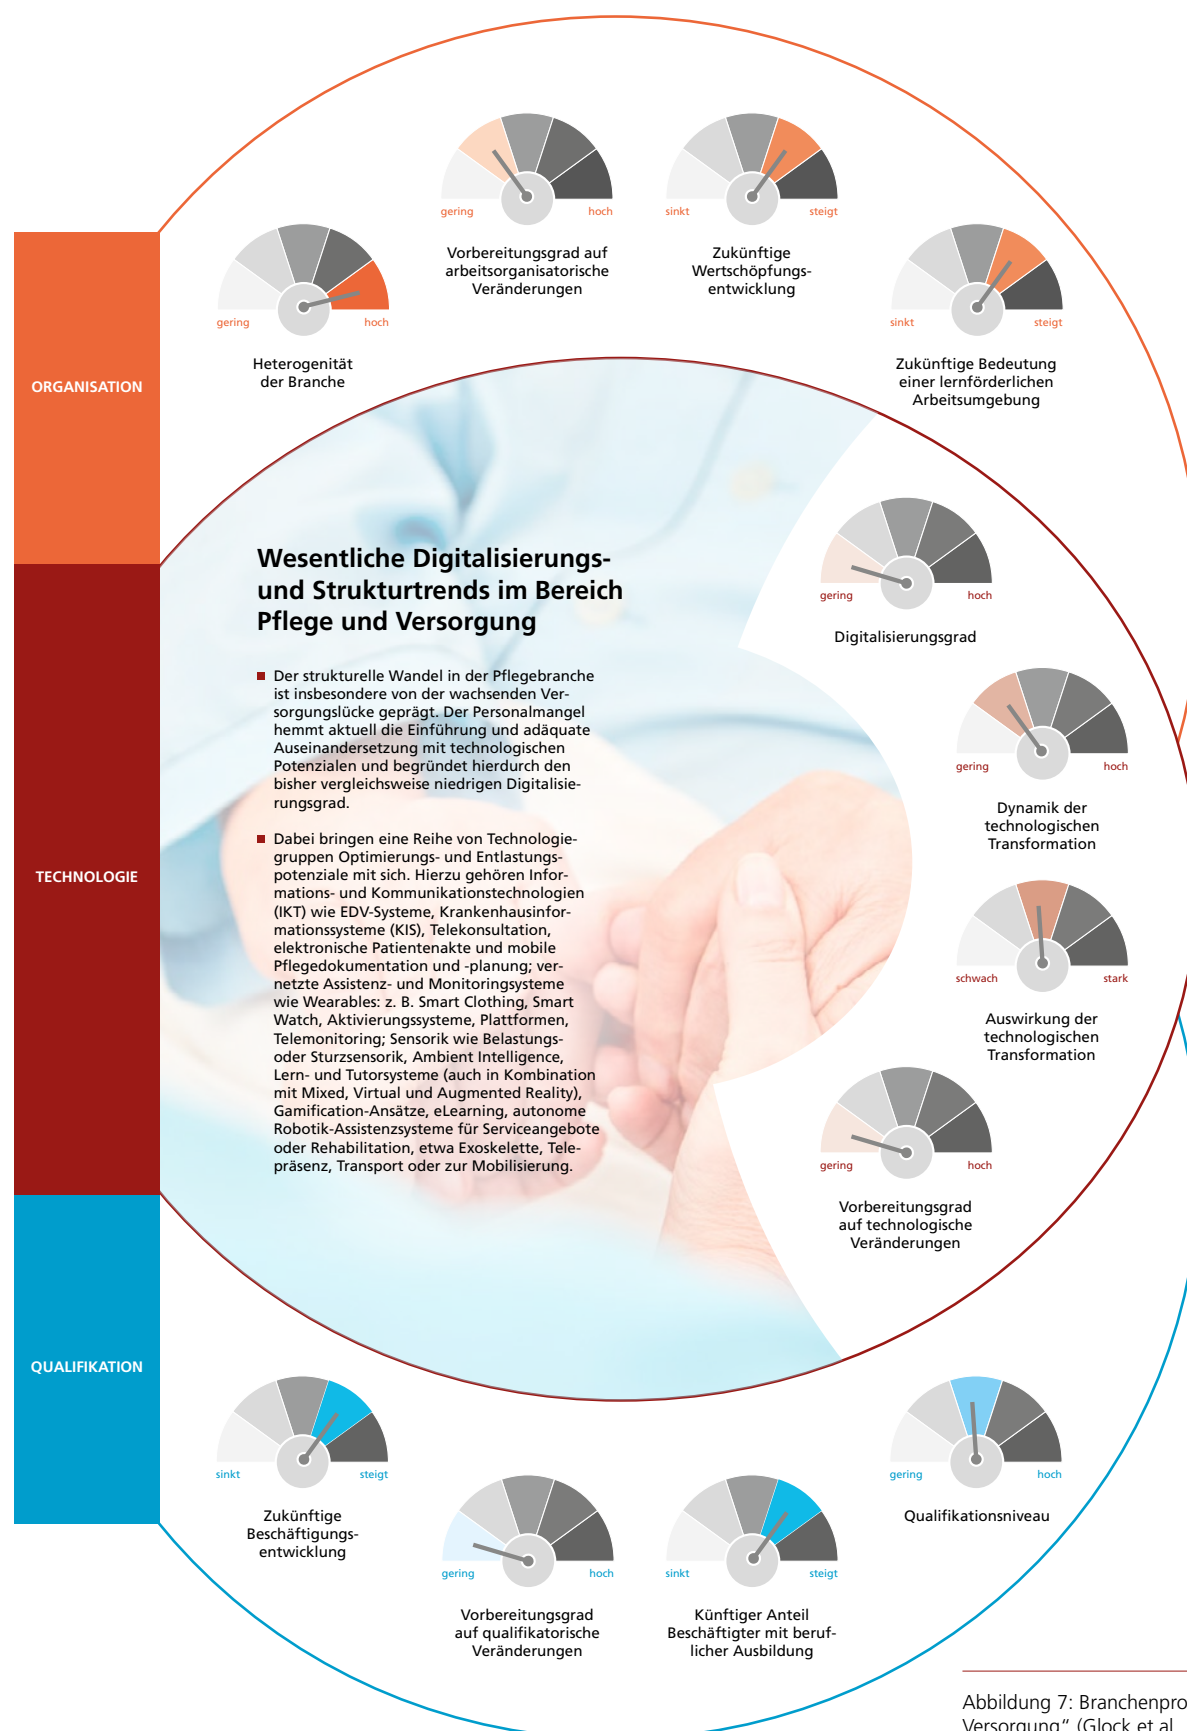 gering
hoch
Vorbereitungsgrad auf
arbeitsorganisatorische
Veränderungen
sinkt
steigt
Zukünftige
Wertschöpfungs-
entwicklung
gering
hoch
Heterogenität
der Branche
sinkt
steigt
Zukünftige Bedeutung
einer lernförderlichen
Arbeitsumgebung
ORGANISATION
Wesentliche Digitalisierungs-
und Strukturtrends im Bereich
Pflege und Versorgung
Der strukturelle Wandel in der Pflegebranche
ist insbesondere von der wachsenden Ver-
sorgungslücke geprägt. Der Personalmangel
hemmt aktuell die Einführung und adäquate
Auseinandersetzung mit technologischen
Potenzialen und begründet hierdurch den
bisher vergleichsweise niedrigen Digitalisie-
rungsgrad.
Dabei bringen eine Reihe von Technologie-
gruppen Optimierungs- und Entlastungs-
potenziale mit sich. Hierzu gehören Infor-
mations- und Kommunikationstechnologien
(IKT) wie EDV-Systeme, Krankenhausinfor-
mationssysteme (KIS), Telekonsultation,
elektronische Patientenakte und mobile
Pflegedokumentation und -planung; ver-
netzte Assistenz- und Monitoringsysteme
wie Wearables: z. B. Smart Clothing, Smart
Watch, Aktivierungssysteme, Plattformen,
Telemonitoring; Sensorik wie Belastungs-
oder Sturzsensorik, Ambient Intelligence,
Lern- und Tutorsysteme (auch in Kombination
mit Mixed, Virtual und Augmented Reality),
Gamification-Ansätze, eLearning, autonome
Robotik-Assistenzsysteme für Serviceangebote
oder Rehabilitation, etwa Exoskelette, Tele-
präsenz, Transport oder zur Mobilisierung.
TECHNOLOGIE
gering
hoch
Digitalisierungsgrad
gering
hoch
Dynamik der
technologischen
Transformation
schwach
stark
Auswirkung der
technologischen
Transformation
gering
hoch
Vorbereitungsgrad
auf technologische
Veränderungen
QUALIFIKATION
sinkt
steigt
Zukünftige
Beschäftigungs-
entwicklung
gering
hoch
Vorbereitungsgrad
auf qualifikatorische
Veränderungen
sinkt
steigt
Künftiger Anteil
Beschäftigter mit beruf-
licher Ausbildung
gering
hoch
Qualifikationsniveau
Abbildung 7: Branchenpro
Versorgung“ (Glock et al